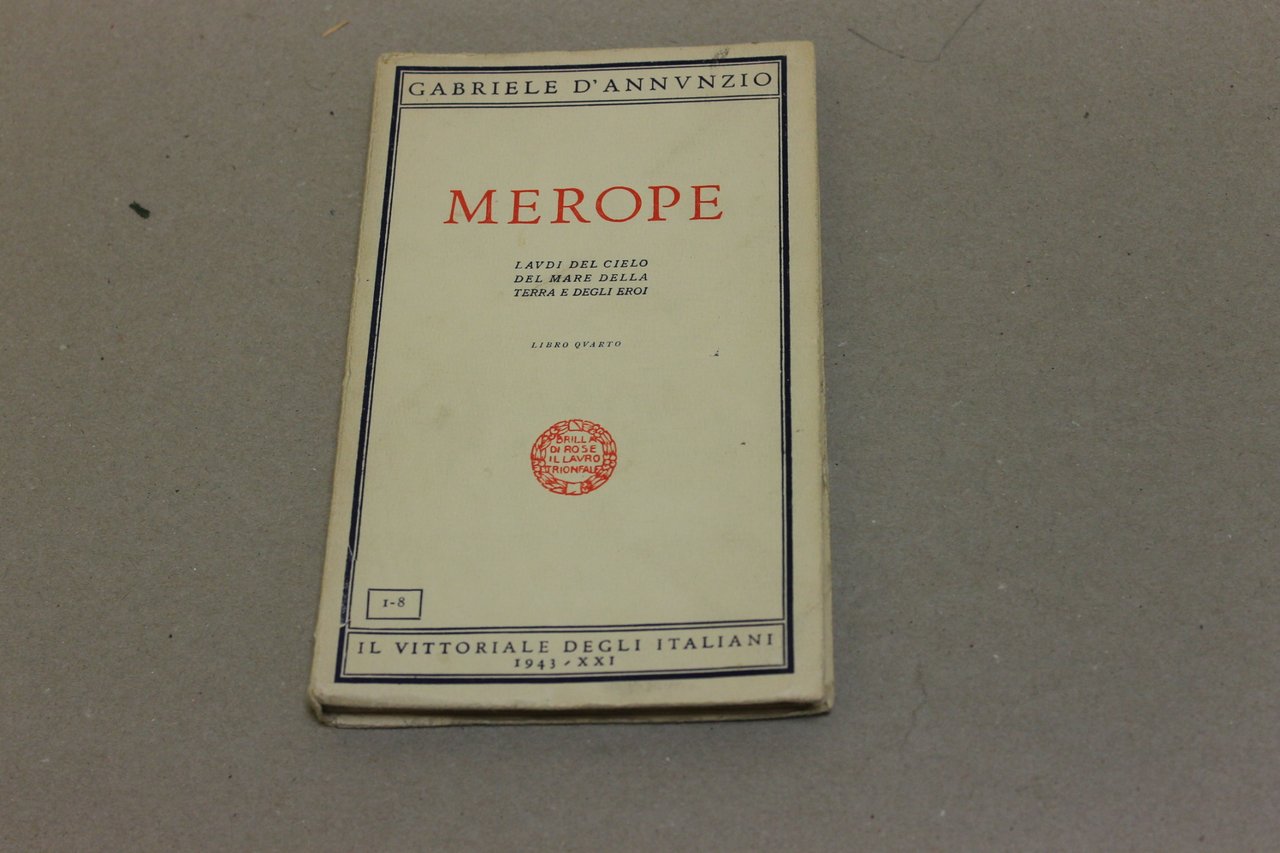 GABRIELE D'ANNVNZIO
MEROPE
LAVDI DEL CIELO
DEL MARE DELLA
TERRA E DEGLI EROI
LIBRO QVARTO
BRILLA
DI ROSE
IL LAVRO
TRIONFALE
1-8
IL VITTORIALE DEGLI ITALIANI
1943-XXI